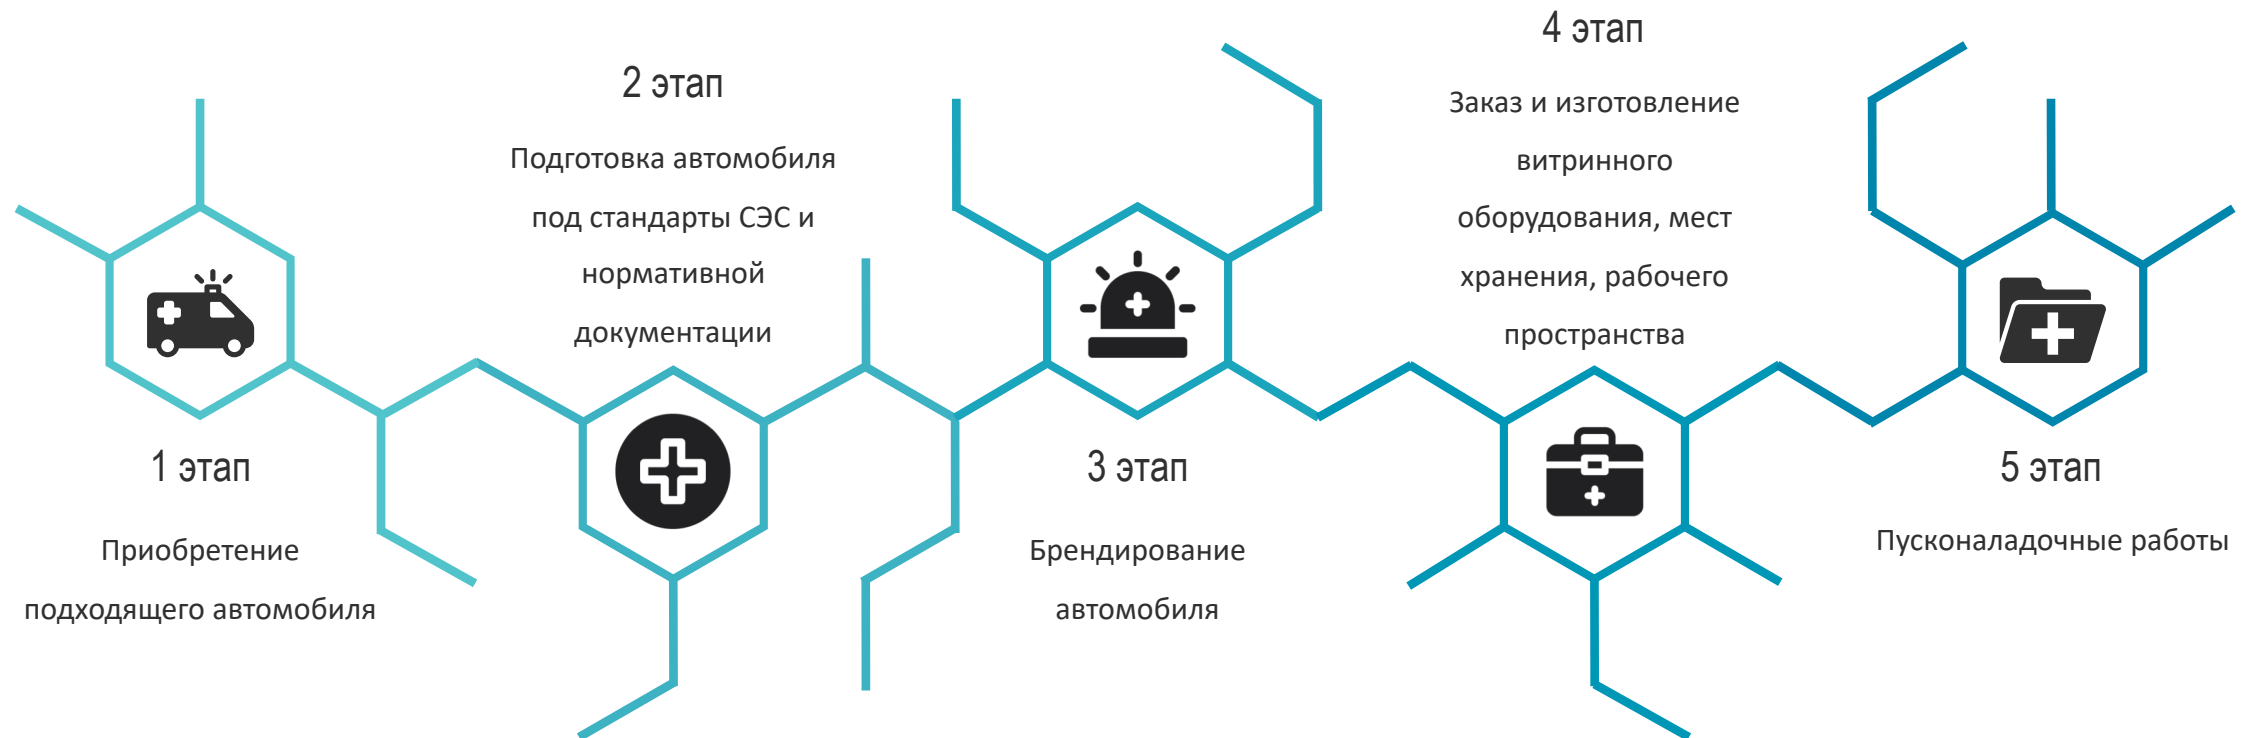 1 этап
Приобретение
подходящего автомобиля
2 этап
Подготовка автомобиля
под стандарты СЭС и
нормативной
документации
3 этап
Брендирование
автомобиля
4 этап
Заказ и изготовление
витринного
оборудования, мест
хранения, рабочего
пространства
5 этап
Пусконаладочные работы